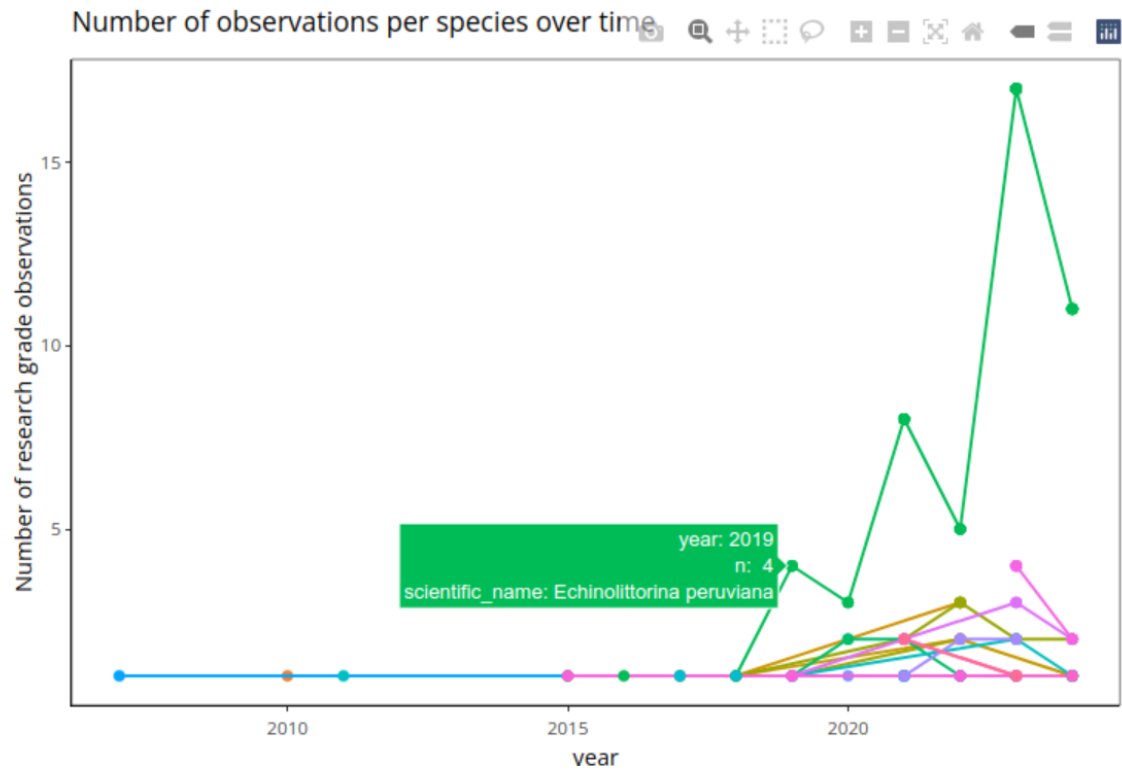 Number of observations per species over time
15
10
5
Number of research grade observations
year: 2019
n: 4
scientific_name: Echinolittorina peruviana
2010
2015
2020
year